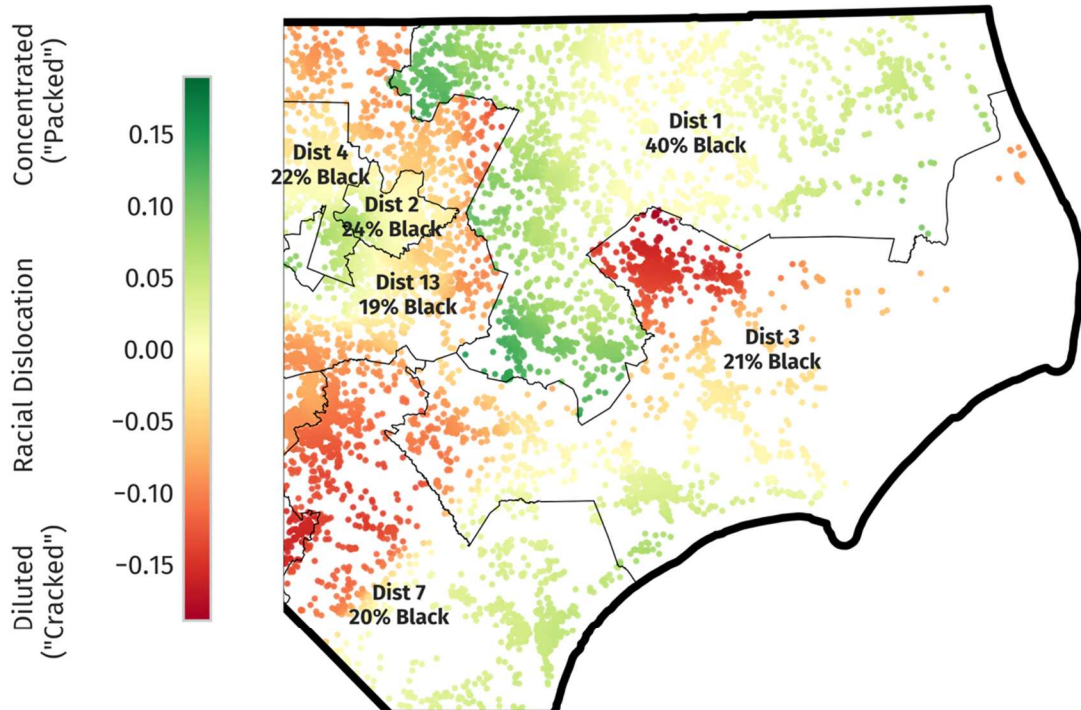 Concentrated
("Packed")
Racial Dislocation
Diluted
("Cracked")
0.15
0.10
0.05
0.00
−0.05
−0.10
−0.15
Dist 1
40% Black
Dist 4
22% Black
Dist 2
24% Black
Dist 13
19% Black
Dist 3
21% Black
Dist 7
20% Black